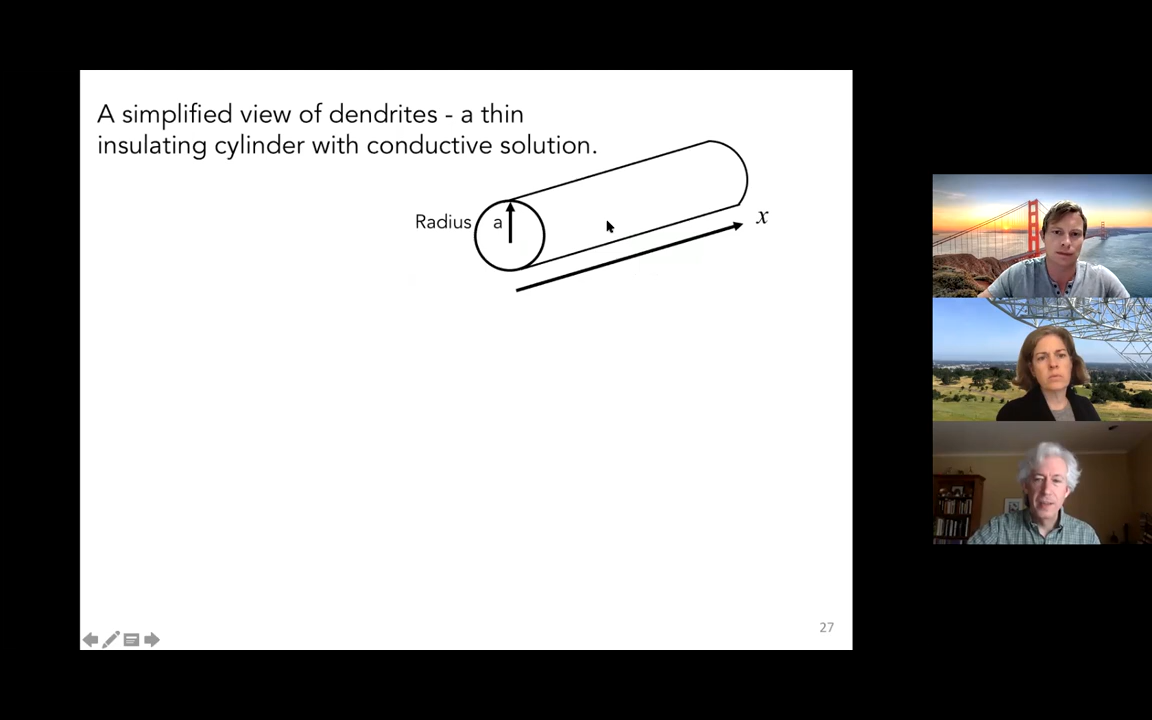 A simplified view of dendrites - a thin
insulating cylinder with conductive solution.
Radius a
x
27